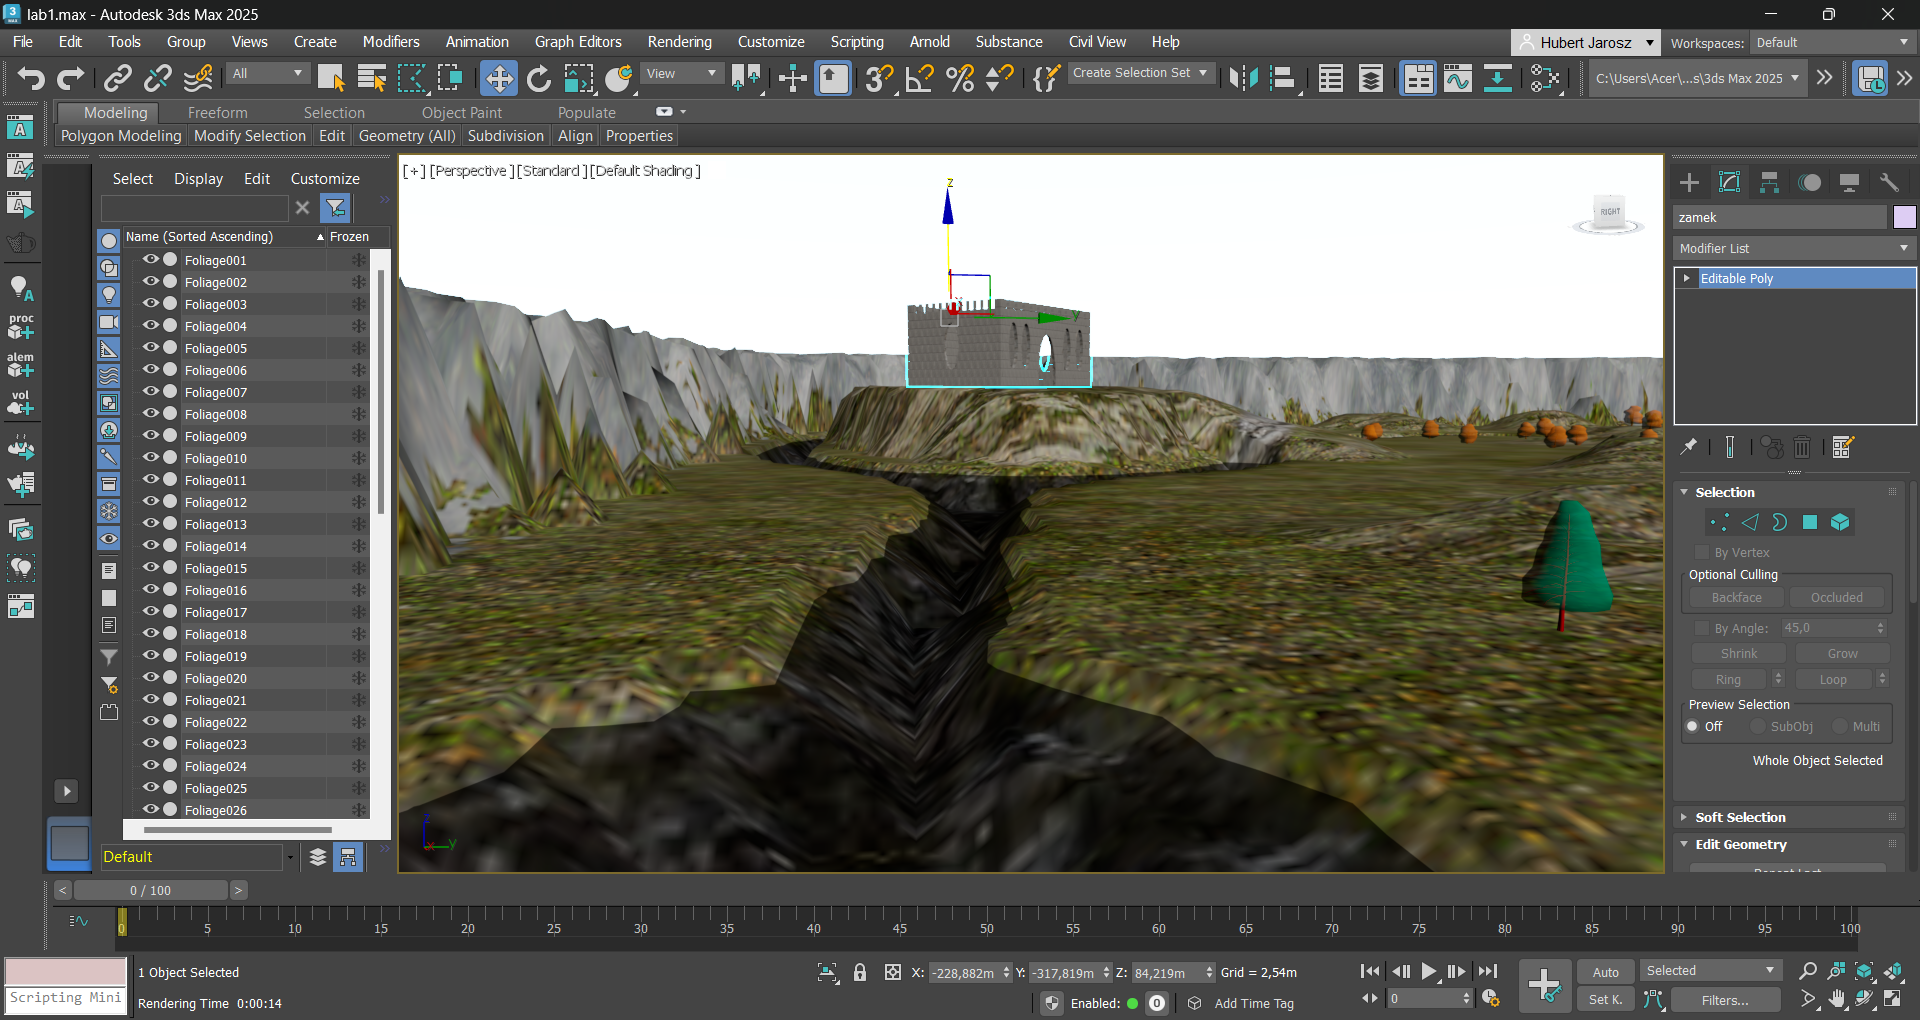 lab1.max - Autodesk 3ds Max 2025
File Edit Tools Group Views Create Modifiers Animation Graph Editors Rendering Customize Scripting Arnold Substance Civil View Help
Hubert Jarosz Workspaces: Default
All View Create Selection Set C:\Users\Acer\...s\3ds Max 2025
Modeling Freeform Selection Object Paint Populate
Polygon Modeling Modify Selection Edit Geometry (All) Subdivision Align Properties
Select Display Edit Customize
Name (Sorted Ascending) Frozen
Foliage001
Foliage002
Foliage003
Foliage004
Foliage005
Foliage006
Foliage007
Foliage008
Foliage009
Foliage010
Foliage011
Foliage012
Foliage013
Foliage014
Foliage015
Foliage016
Foliage017
Foliage018
Foliage019
Foliage020
Foliage021
Foliage022
Foliage023
Foliage024
Foliage025
Foliage026
Default
proc
alem
vol
[+] [Perspective ] [Standard ] [Default Shading ]
z
y
RIGHT
z
x y
zamek
Modifier List
Editable Poly
Selection
By Vertex
Optional Culling
Backface Occluded
By Angle: 45,0
Shrink Grow
Ring Loop
Preview Selection
Off SubObj Multi
Whole Object Selected
Soft Selection
Edit Geometry
Repeat Last
< 0 / 100 >
0 5 10 15 20 25 30 35 40 45 50 55 60 65 70 75 80 85 90 95 100
1 Object Selected X: -228,882m Y: -317,819m Z: 84,219m Grid = 2,54m Auto Selected
Scripting Mini
Rendering Time 0:00:14 Enabled: 0 Add Time Tag 0 Set K. Filters...